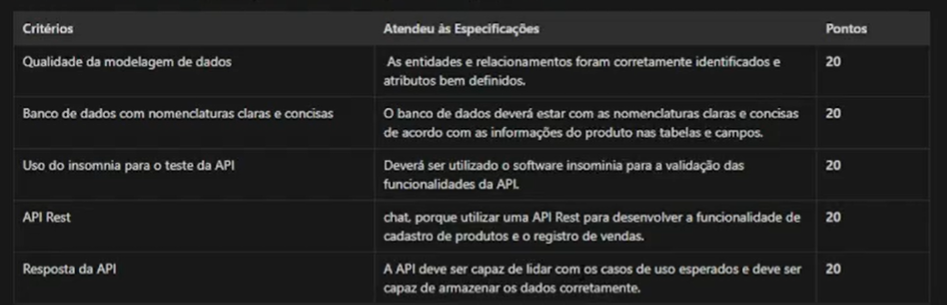 Critérios Atendeu às Especificações Pontos
Qualidade da modelagem de dados As entidades e relacionamentos foram corretamente identificados e 20
atributos bem definidos.
Banco de dados com nomenclaturas claras e concisas O banco de dados deverá estar com as nomenclaturas claras e concisas 20
de acordo com as informações do produto nas tabelas e campos.
Uso do insomnia para o teste da API Deverá ser utilizado o software insominia para a validação das 20
funcionalidades da API.
API Rest chat, porque utilizar uma API Rest para desenvolver a funcionalidade de 20
cadastro de produtos e o registro de vendas.
Resposta da API A API deve ser capaz de lidar com os casos de uso esperados e deve ser 20
capaz de armazenar os dados corretamente.